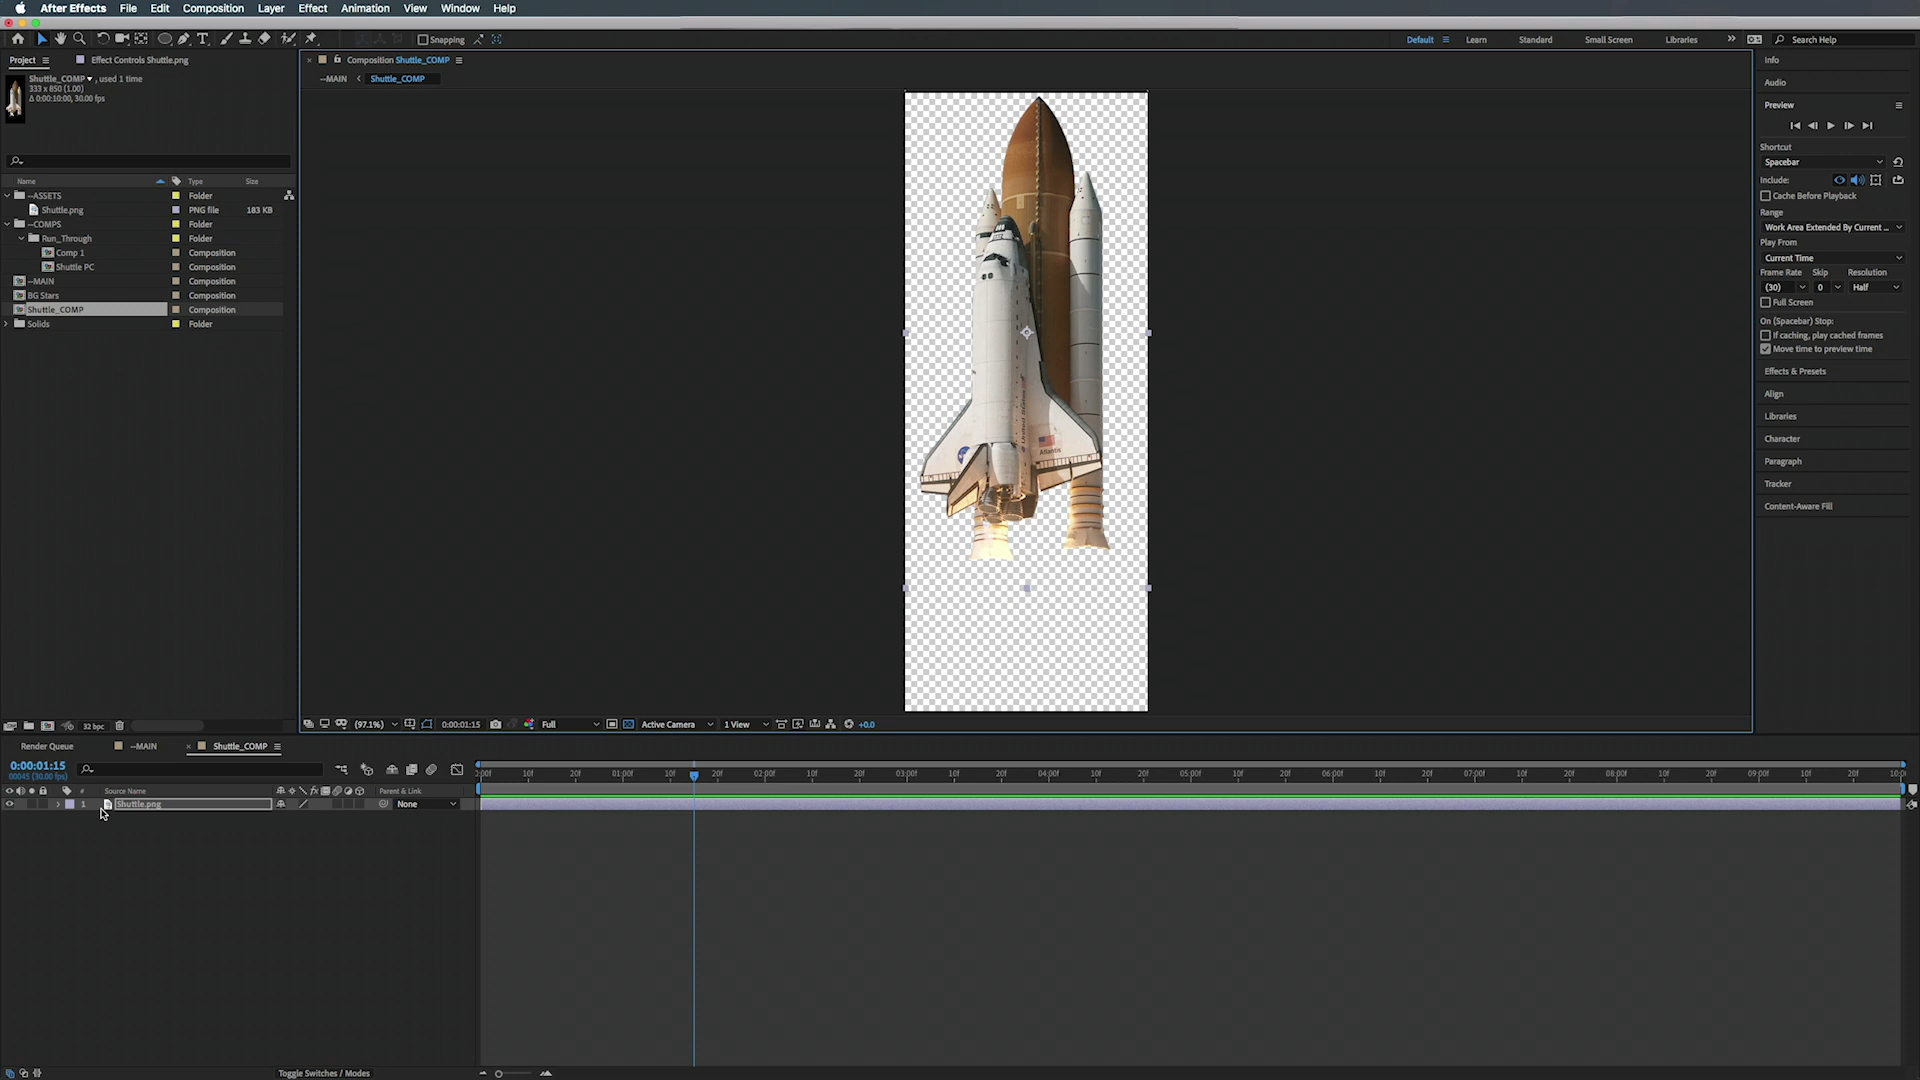 After Effects File Edit Composition Layer Effect Animation View Window Help
Snapping
Default Learn Standard Small Screen Libraries Search Help
Project Effect Controls Shuttle.png
Shuttle_COMP , used 1 time
333 x 850 (1.00)
Δ 0:00:10:00, 30.00 fps
Name Type Size
--ASSETS Folder
Shuttle.png PNG file 183 KB
--COMPS Folder
Run_Through Folder
Comp 1 Composition
Shuttle PC Composition
--MAIN Composition
BG Stars Composition
Shuttle_COMP Composition
Solids Folder
32 bpc
Composition Shuttle_COMP
--MAIN Shuttle_COMP
United States
Atlantis
(97.1%) 0:00:01:15 Full Active Camera 1 View +0.0
Info
Audio
Preview
Shortcut
Spacebar
Include:
Cache Before Playback
Range
Work Area Extended By Current ...
Play From
Current Time
Frame Rate Skip Resolution
(30) 0 Half
Full Screen
On (Spacebar) Stop:
If caching, play cached frames
Move time to preview time
Effects & Presets
Align
Libraries
Character
Paragraph
Tracker
Content-Aware Fill
Render Queue --MAIN Shuttle_COMP
0:00:01:15
00045 (30.00 fps)
:00f 10f 20f 01:00f 10f 20f 02:00f 10f 20f 03:00f 10f 20f 04:00f 10f 20f 05:00f 10f 20f 06:00f 10f 20f 07:00f 10f 20f 08:00f 10f 20f 09:00f 10f 20f 10:0
# Source Name fx Parent & Link
1 Shuttle.png None
Toggle Switches / Modes